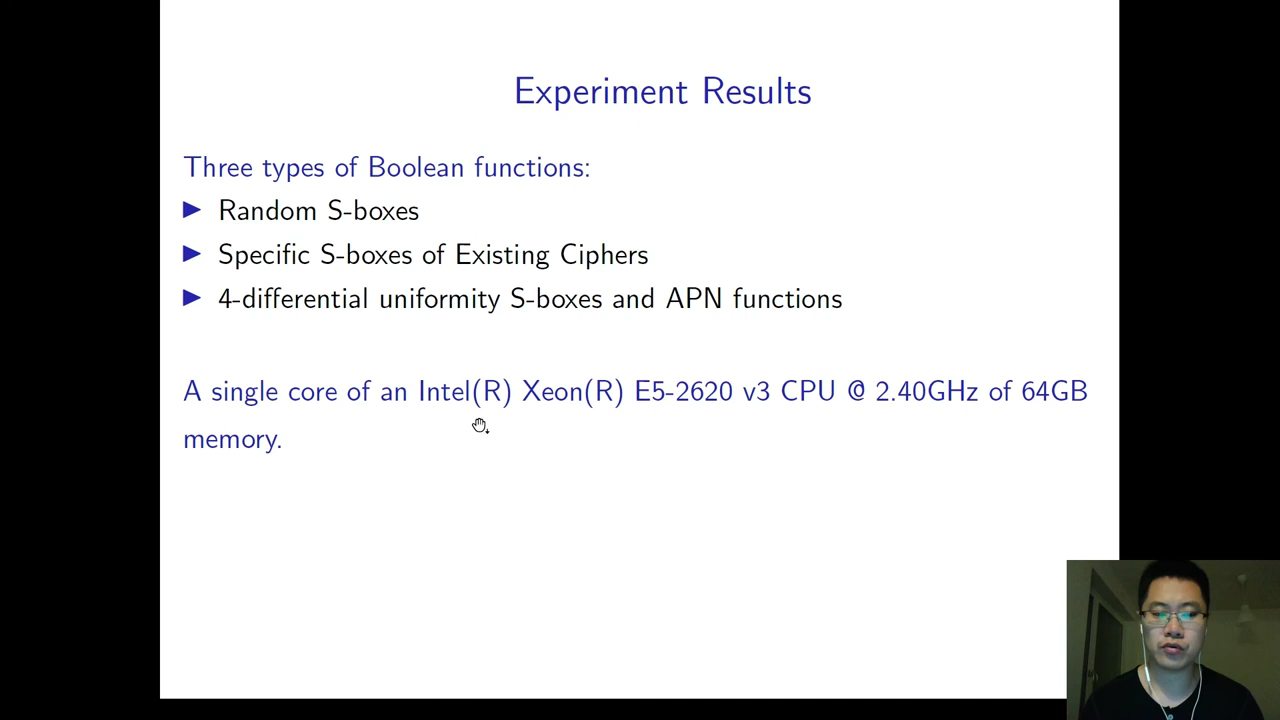 Experiment Results
Three types of Boolean functions:
Random S-boxes
Specific S-boxes of Existing Ciphers
4-differential uniformity S-boxes and APN functions
A single core of an Intel(R) Xeon(R) E5-2620 v3 CPU @ 2.40GHz of 64GB
memory.